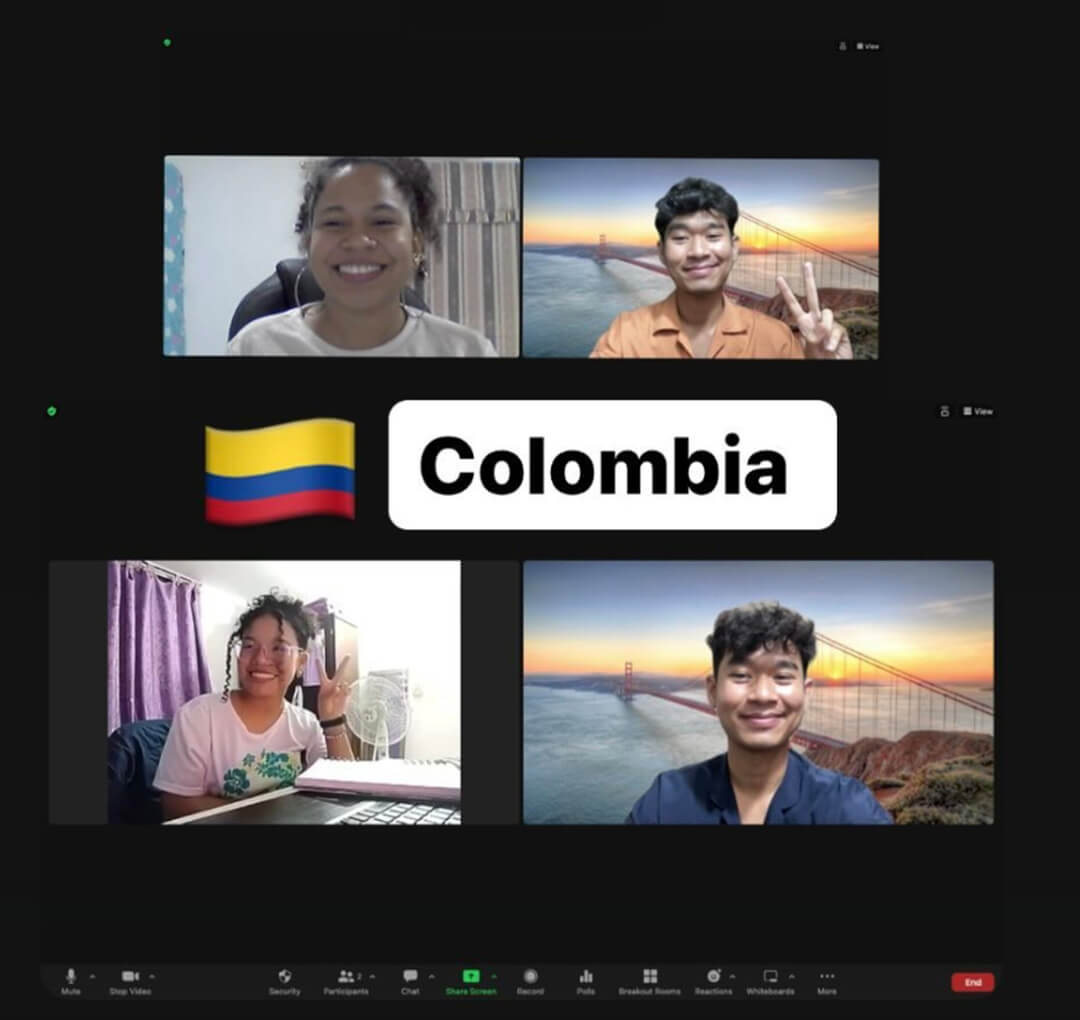 View
Colombia
View
2
Mute
Stop Video
Security
Participants
Chat
Share Screen
Record
Polls
Breakout Rooms
Reactions
Whiteboards
More
End